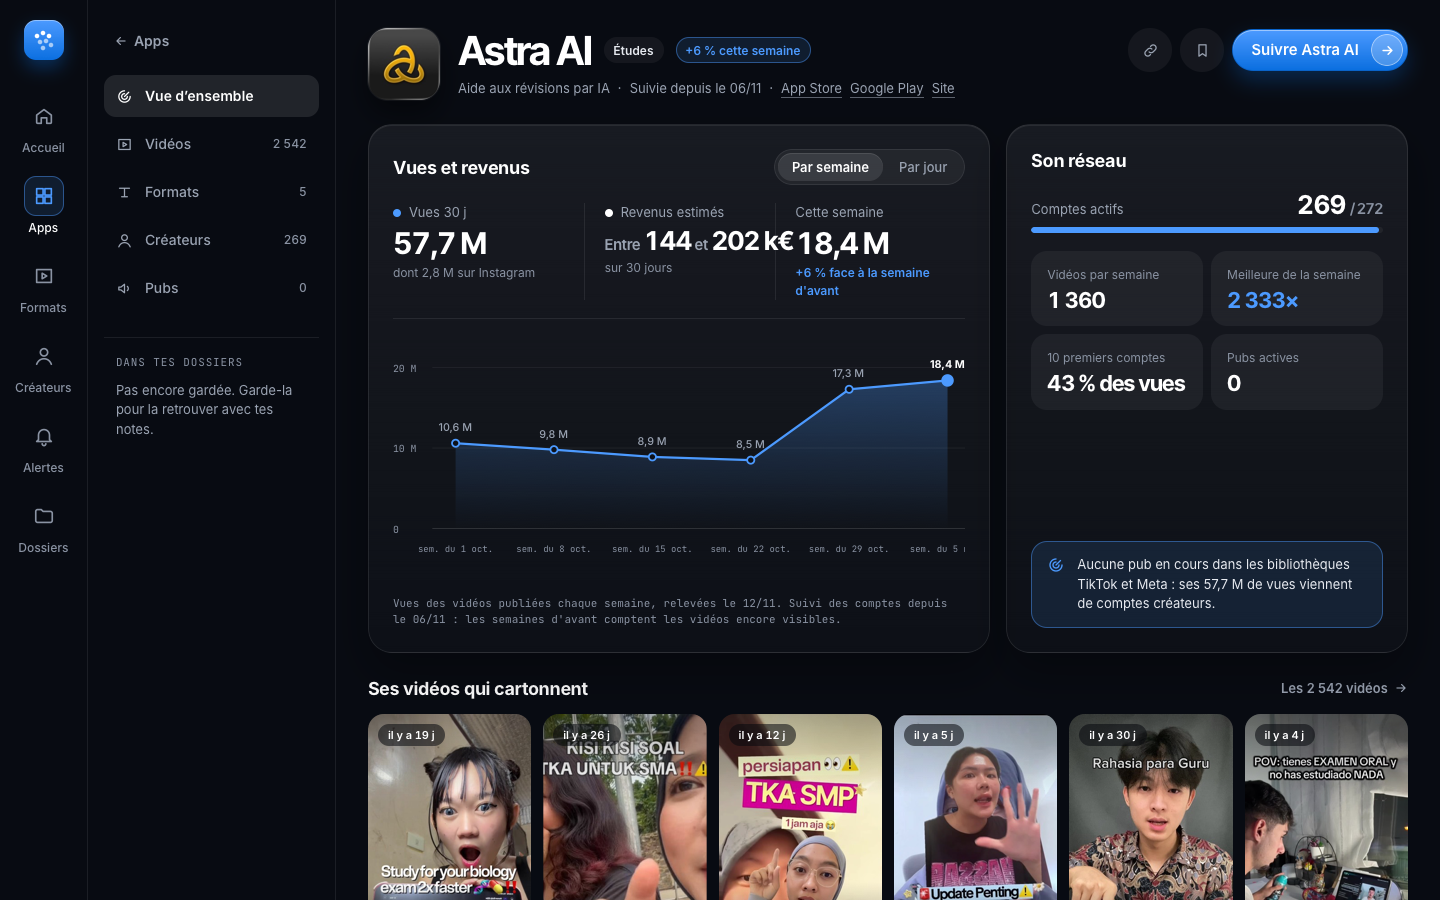 Accueil
Apps
Formats
Créateurs
Alertes
Dossiers
← Apps
Vue d'ensemble
Vidéos 2 542
Formats 5
Créateurs 269
Pubs 0
DANS TES DOSSIERS
Pas encore gardée. Garde-la
pour la retrouver avec tes
notes.
Astra AI
Études
+6 % cette semaine
Aide aux révisions par IA · Suivie depuis le 06/11 · App Store Google Play Site
Suivre Astra AI →
Vues et revenus
Par semaine Par jour
Vues 30 j
57,7 M
dont 2,8 M sur Instagram
Revenus estimés
Entre 144 et 202 k€
sur 30 jours
Cette semaine
18,4 M
+6 % face à la semaine
d'avant
20 M
10 M
0
10,6 M
9,8 M
8,9 M
8,5 M
17,3 M
18,4 M
sem. du 1 oct. sem. du 8 oct. sem. du 15 oct. sem. du 22 oct. sem. du 29 oct. sem. du 5
Vues des vidéos publiées chaque semaine, relevées le 12/11. Suivi des comptes depuis
le 06/11 : les semaines d'avant comptent les vidéos encore visibles.
Son réseau
Comptes actifs 269 / 272
Vidéos par semaine
1 360
Meilleure de la semaine
2 333×
10 premiers comptes
43 % des vues
Pubs actives
0
Aucune pub en cours dans les bibliothèques
TikTok et Meta : ses 57,7 M de vues viennent
de comptes créateurs.
Ses vidéos qui cartonnent
Les 2 542 vidéos →
il y a 19 j
Study for your biology
exam 2x faster
il y a 26 j
KISI KISI SOAL
TKA UNTUK SMA‼️⚠️
il y a 12 j
persiapan 👀⚠️
TKA SMP
1 jam aja 😭
il y a 5 j
Update Penting⚠️
il y a 30 j
Rahasia para Guru
il y a 4 j
POV: tienes EXAMEN ORAL y
no has estudiado NADA